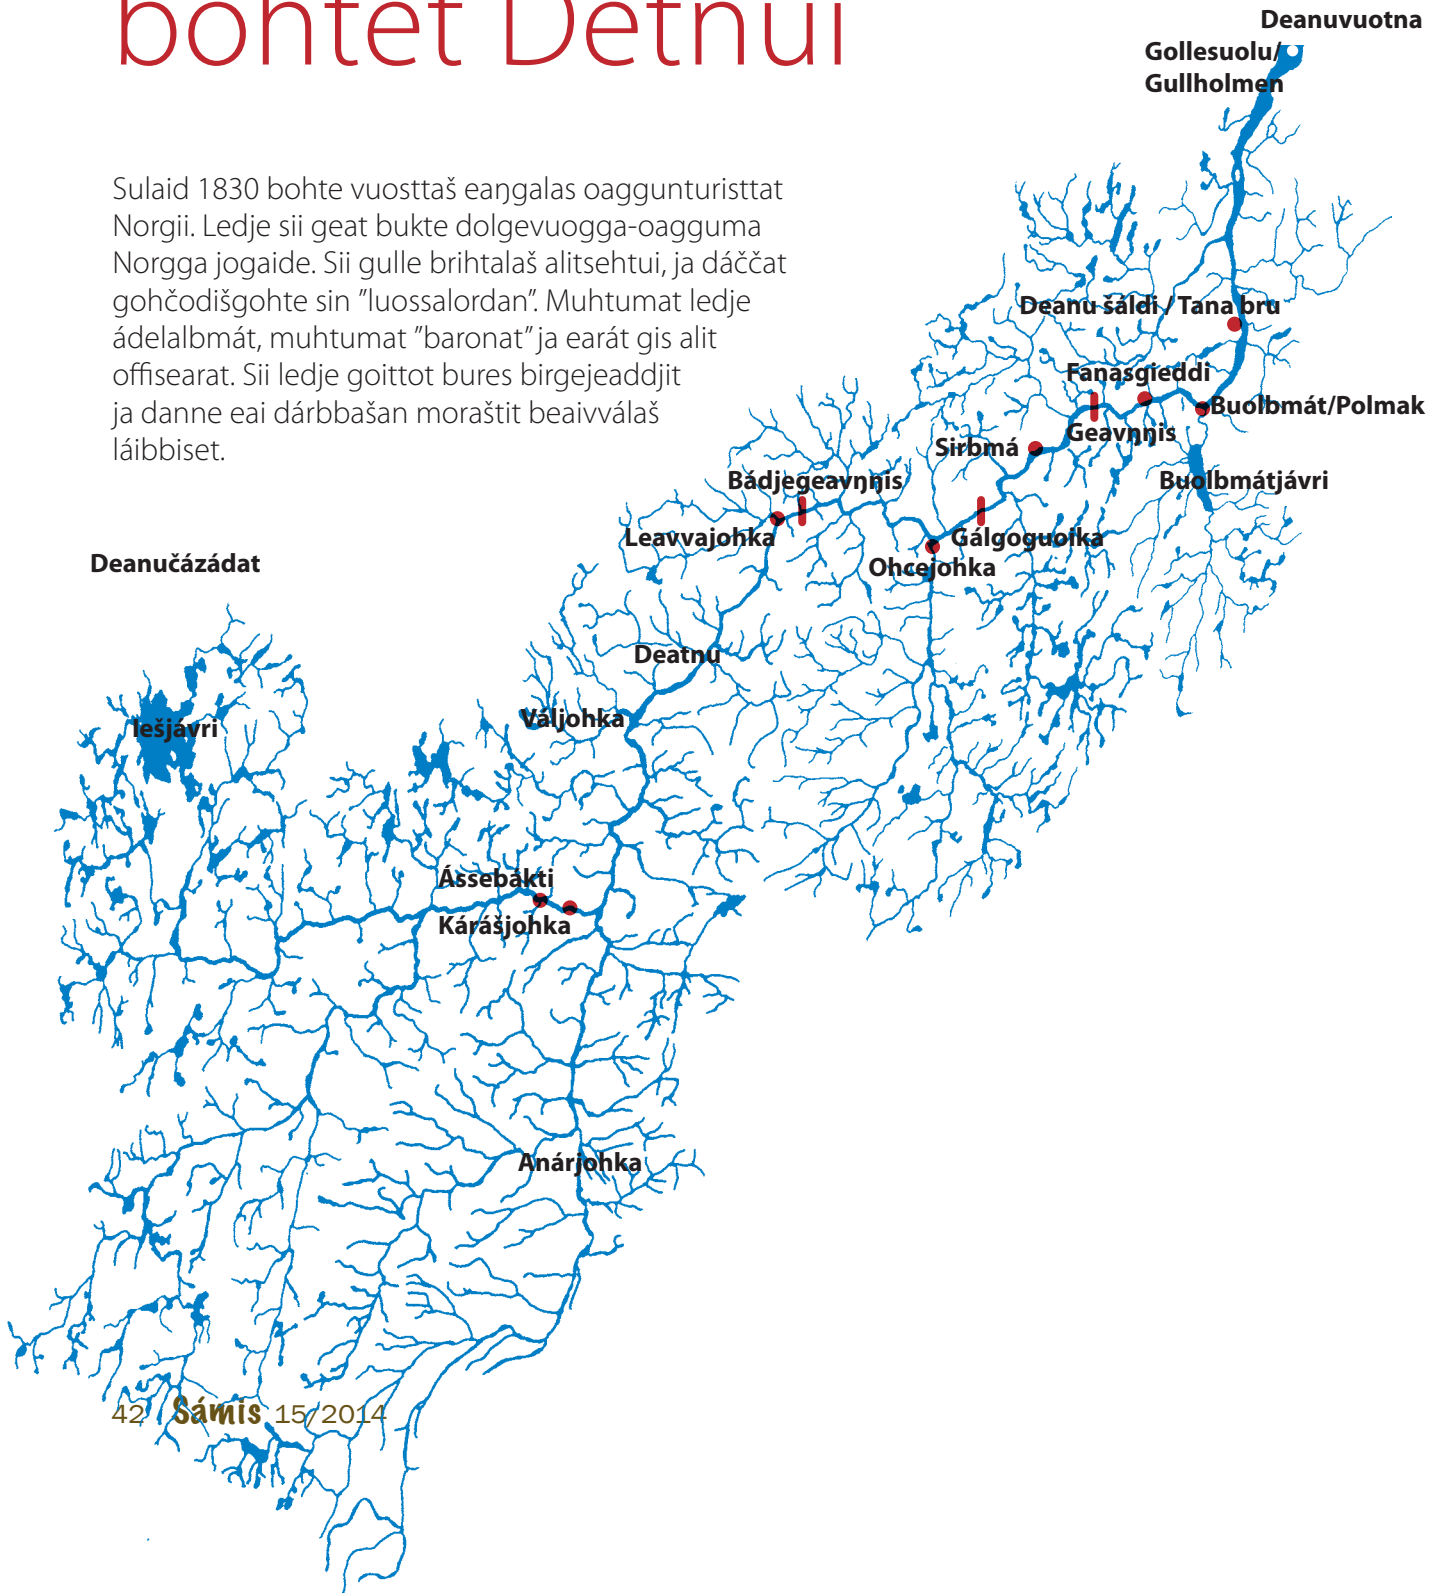 bohtet Detnui
Sulaid 1830 bohte vuosttaš eaŋgalas oaggunturisttat
Norgii. Ledje sii geat bukte dolgevuogga-oagguma
Norgga jogaide. Sii gulle brihtalaš alitsehtui, ja dáččat
gohčodišgohte sin ”luossalordan”. Muhtumat ledje
ádelalbmát, muhtumat ”baronat” ja earát gis alit
offisearat. Sii ledje goittot bures birgejeaddjit
ja danne eai dárbbašan moraštit beaivválaš
láibbiset.
Deanuvuotna
Gollesuolu/
Gullholmen
Deanu šáldi / Tana bru
Fanasgieddi
Buolbmát/Polmak
Geavŋŋis
Sirbmá
Buolbmátjávri
Bádjegeavŋŋis
Leavvajohka
Gálgoguoika
Ohcejohka
Deanučázádat
Deatnu
Váljohka
Iešjávri
Ássebákti
Kárášjohka
Anárjohka
42 Sámis 15/2014